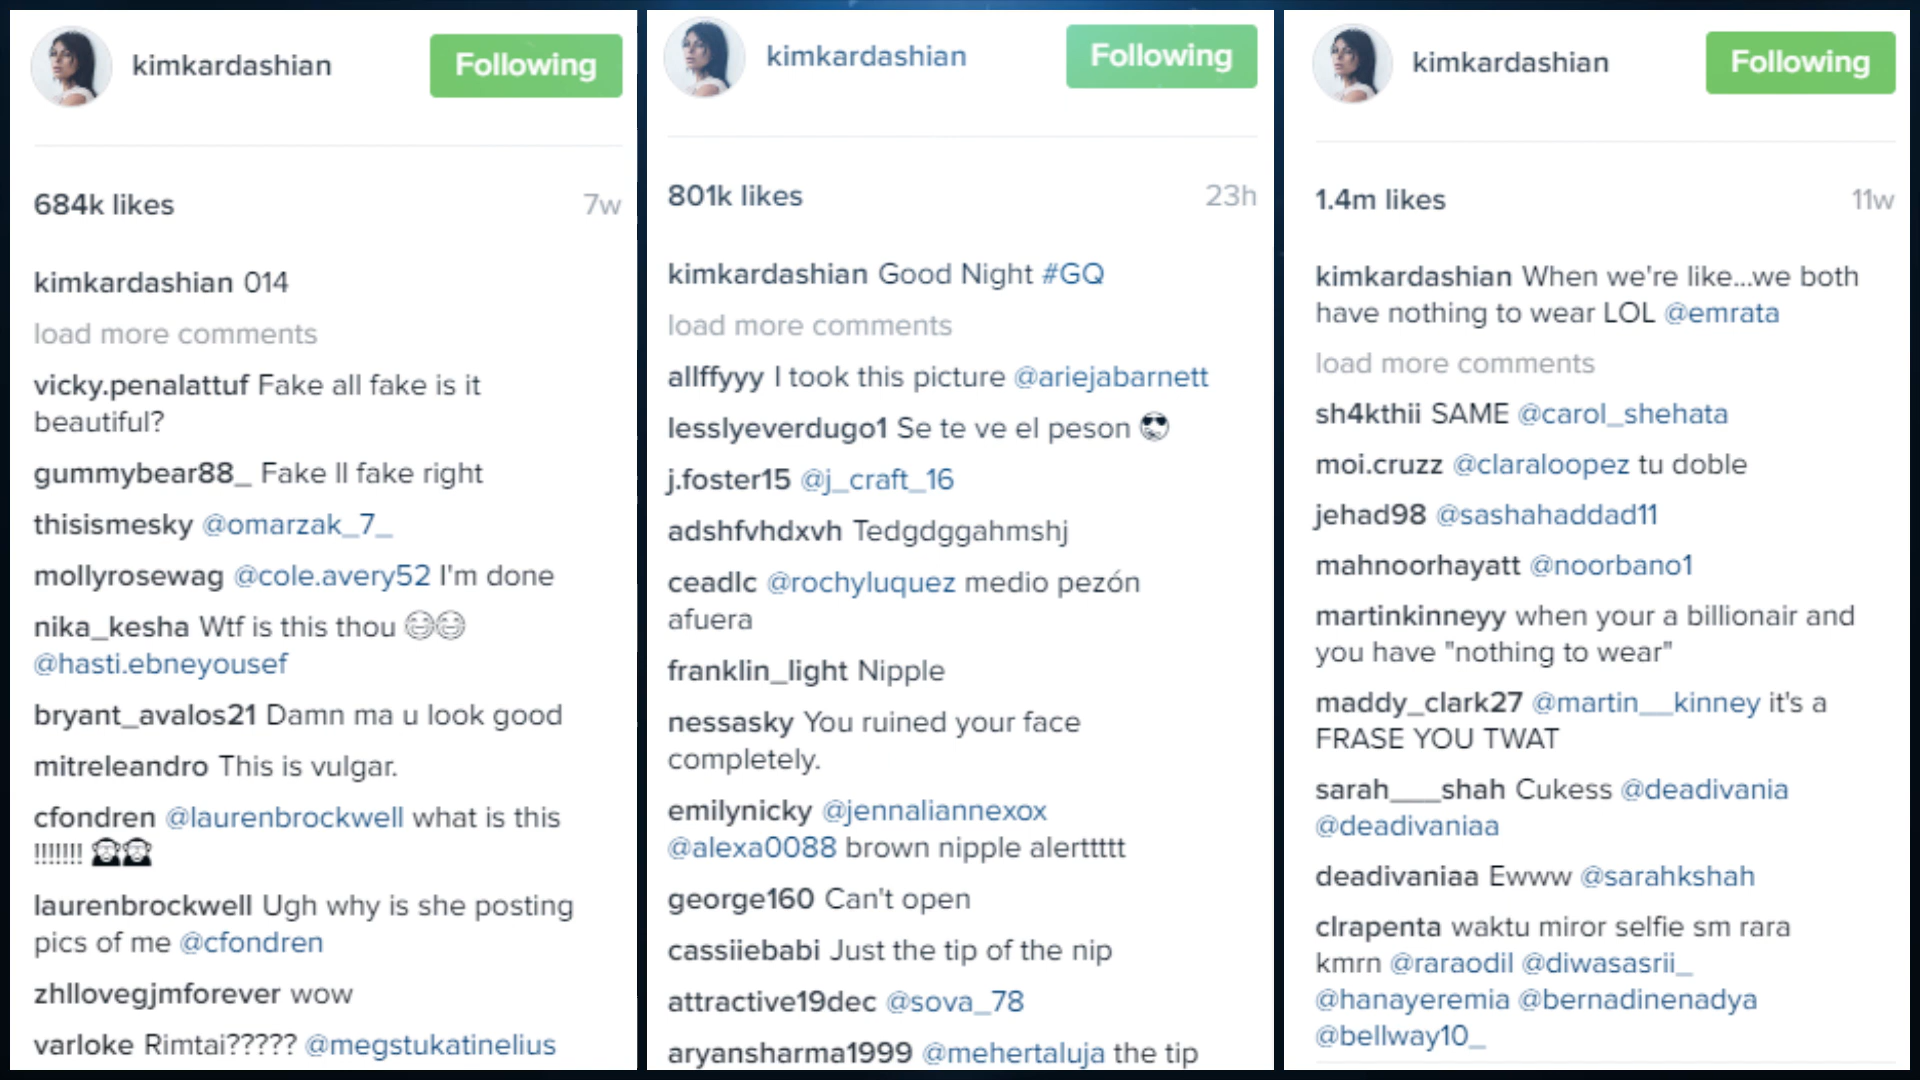 kimkardashian Following
684k likes 7w
kimkardashian 014
load more comments
vicky.penalattuf Fake all fake is it
beautiful?
gummybear88_ Fake ll fake right
thisismesky @omarzak_7_
mollyrosewag @cole.avery52 I'm done
nika_kesha Wtf is this thou 😂😂
@hasti.ebneyousef
bryant_avalos21 Damn ma u look good
mitreleandro This is vulgar.
cfondren @laurenbrockwell what is this
!!!!!!! 🙈🙈
laurenbrockwell Ugh why is she posting
pics of me @cfondren
zhllovegjmforever wow
varloke Rimtai????? @megstukatinelius
kimkardashian Following
801k likes 23h
kimkardashian Good Night #GQ
load more comments
allffyyy I took this picture @ariejabarnett
lesslyeverdugo1 Se te ve el peson 😎
j.foster15 @j_craft_16
adshfvhdxvh Tedgdggahmshj
ceadlc @rochyluquez medio pezón
afuera
franklin_light Nipple
nessasky You ruined your face
completely.
emilynicky @jennaliannexox
@alexa0088 brown nipple alerttttt
george160 Can't open
cassiiebabi Just the tip of the nip
attractive19dec @sova_78
aryansharma1999 @mehertaluja the tip
kimkardashian Following
1.4m likes 11w
kimkardashian When we're like...we both
have nothing to wear LOL @emrata
load more comments
sh4kthii SAME @carol_shehata
moi.cruzz @claraloopez tu doble
jehad98 @sashahaddad11
mahnoorhayatt @noorbano1
martinkinneyy when your a billionair and
you have "nothing to wear"
maddy_clark27 @martin__kinney it's a
FRASE YOU TWAT
sarah___shah Cukess @deadivania
@deadivaniaa
deadivaniaa Ewww @sarahkshah
clrapenta waktu miror selfie sm rara
kmrn @raraodil @diwasasrii_
@hanayeremia @bernadinenadya
@bellway10_